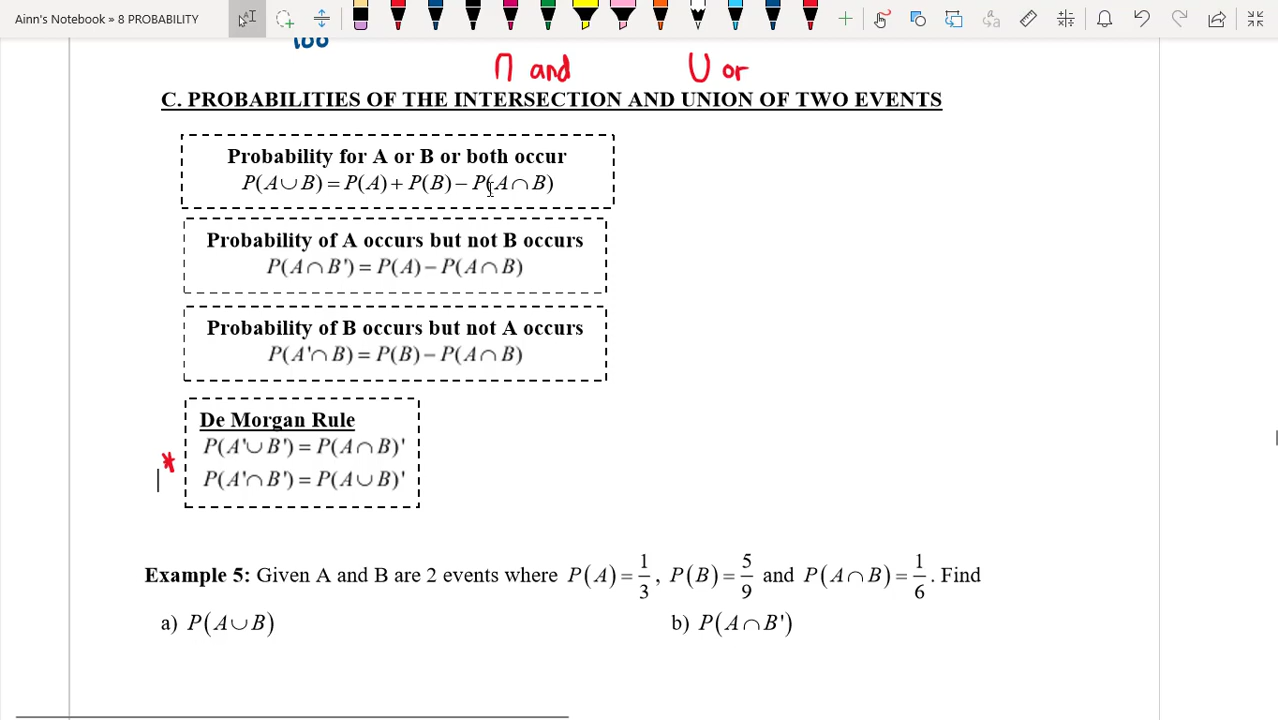 Ainn's Notebook » 8 PROBABILITY
100
∩ and U or
C. PROBABILITIES OF THE INTERSECTION AND UNION OF TWO EVENTS
Probability for A or B or both occur
P(A∪B) = P(A) + P(B) − P(A∩B)
Probability of A occurs but not B occurs
P(A∩B') = P(A) − P(A∩B)
Probability of B occurs but not A occurs
P(A'∩B) = P(B) − P(A∩B)
De Morgan Rule
P(A'∪B') = P(A∩B)'
* P(A'∩B') = P(A∪B)'
Example 5: Given A and B are 2 events where P(A) = 1/3, P(B) = 5/9 and P(A∩B) = 1/6. Find
a) P(A∪B) b) P(A∩B')